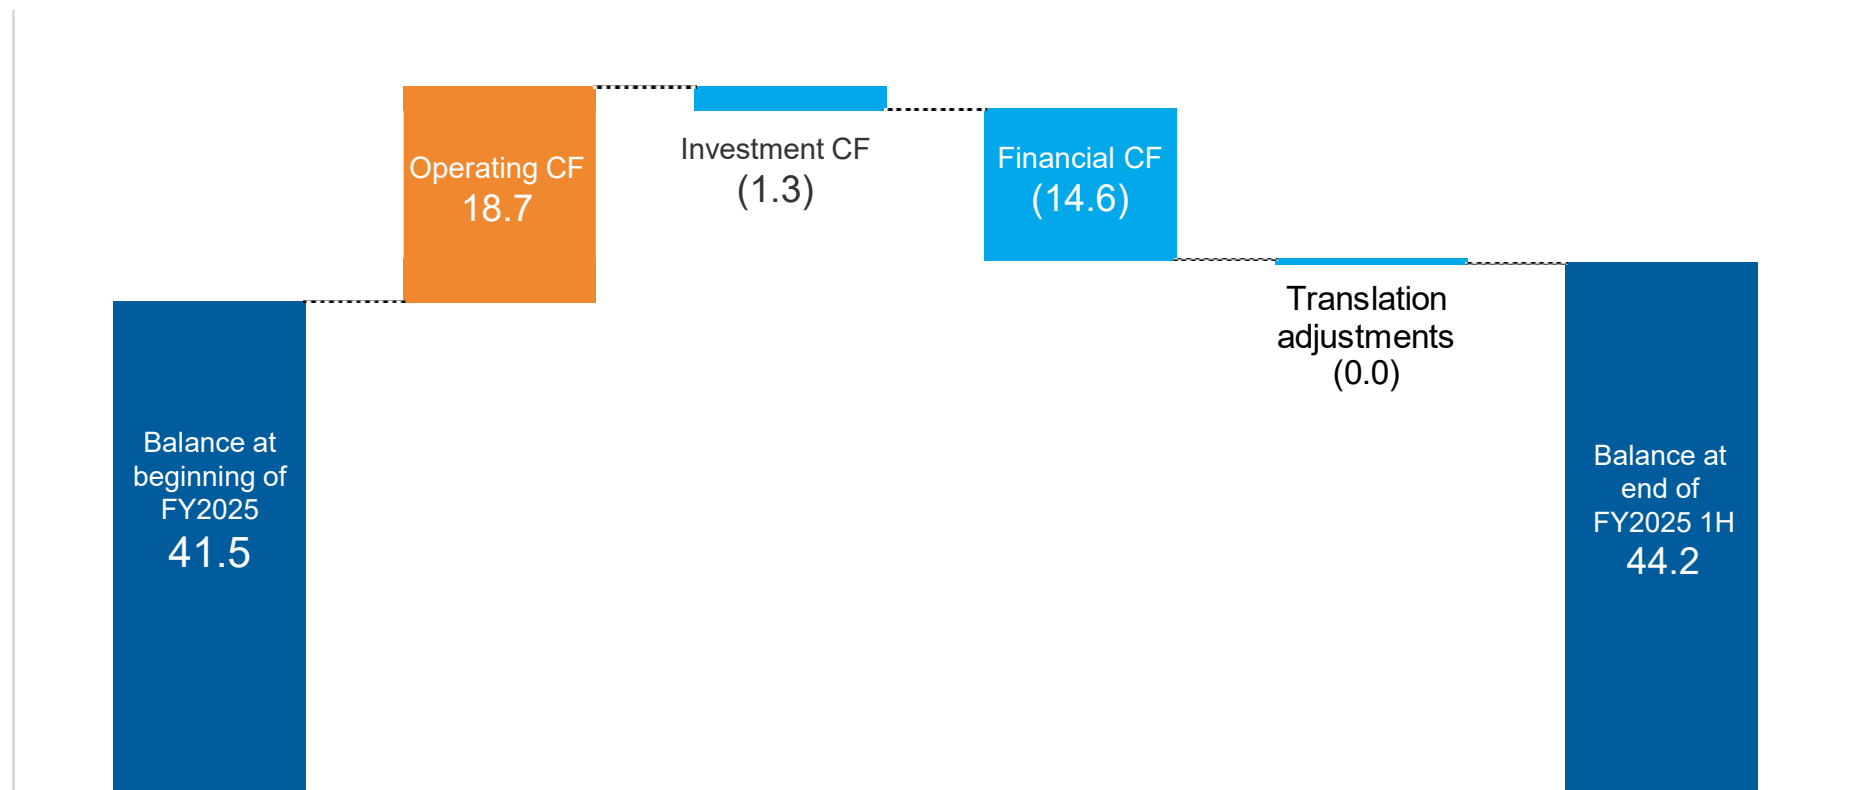 Balance at
beginning of
FY2025
41.5
Operating CF
18.7
Investment CF
(1.3)
Financial CF
(14.6)
Translation
adjustments
(0.0)
Balance at
end of
FY2025 1H
44.2